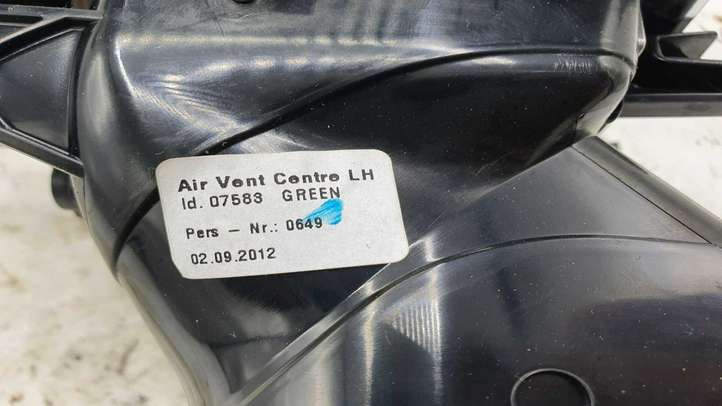 Air Vent Centre LH
Id. 07583 GREEN
Pers - Nr.: 0649
02.09.2012